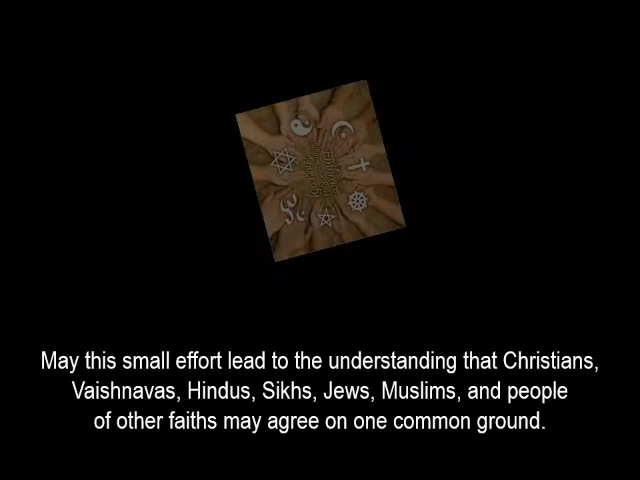 May this small effort lead to the understanding that Christians,
Vaishnavas, Hindus, Sikhs, Jews, Muslims, and people
of other faiths may agree on one common ground.